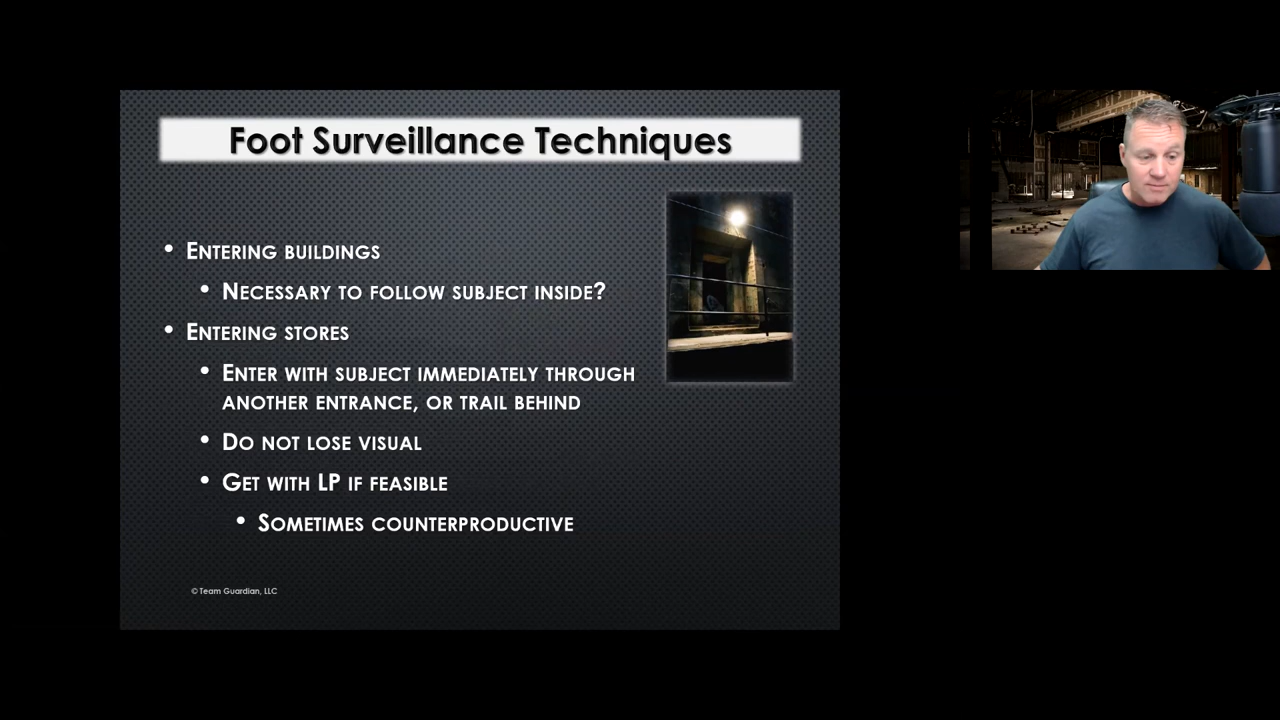 Foot Surveillance Techniques
• Entering buildings
• Necessary to follow subject inside?
• Entering stores
• Enter with subject immediately through
another entrance, or trail behind
• Do not lose visual
• Get with LP if feasible
• Sometimes counterproductive
© Team Guardian, LLC